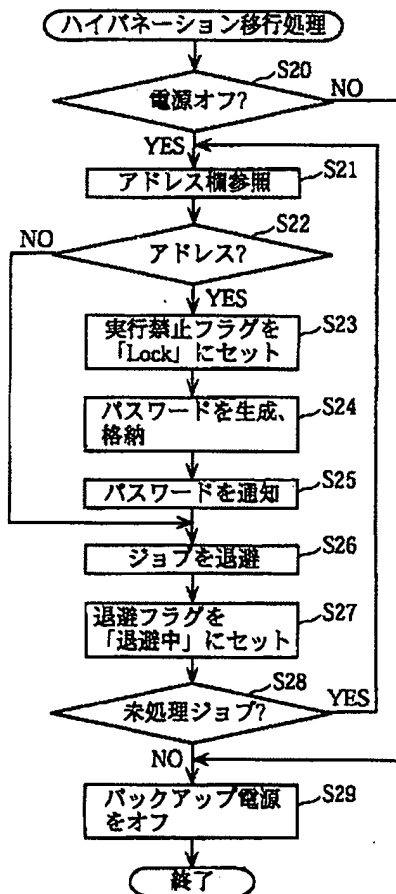 ハイパネーション移行処理
S20
電源オフ?
NO
YES
S21
アドレス欄参照
S22
NO
アドレス?
YES
実行禁止フラグを
「Lock」にセット
S23
パスワードを生成、
格納
S24
パスワードを通知
S25
ジョブを退避
S26
退避フラグを
「退避中」にセット
S27
S28
未処理ジョブ?
YES
NO
バックアップ電源
をオフ
S29
終了